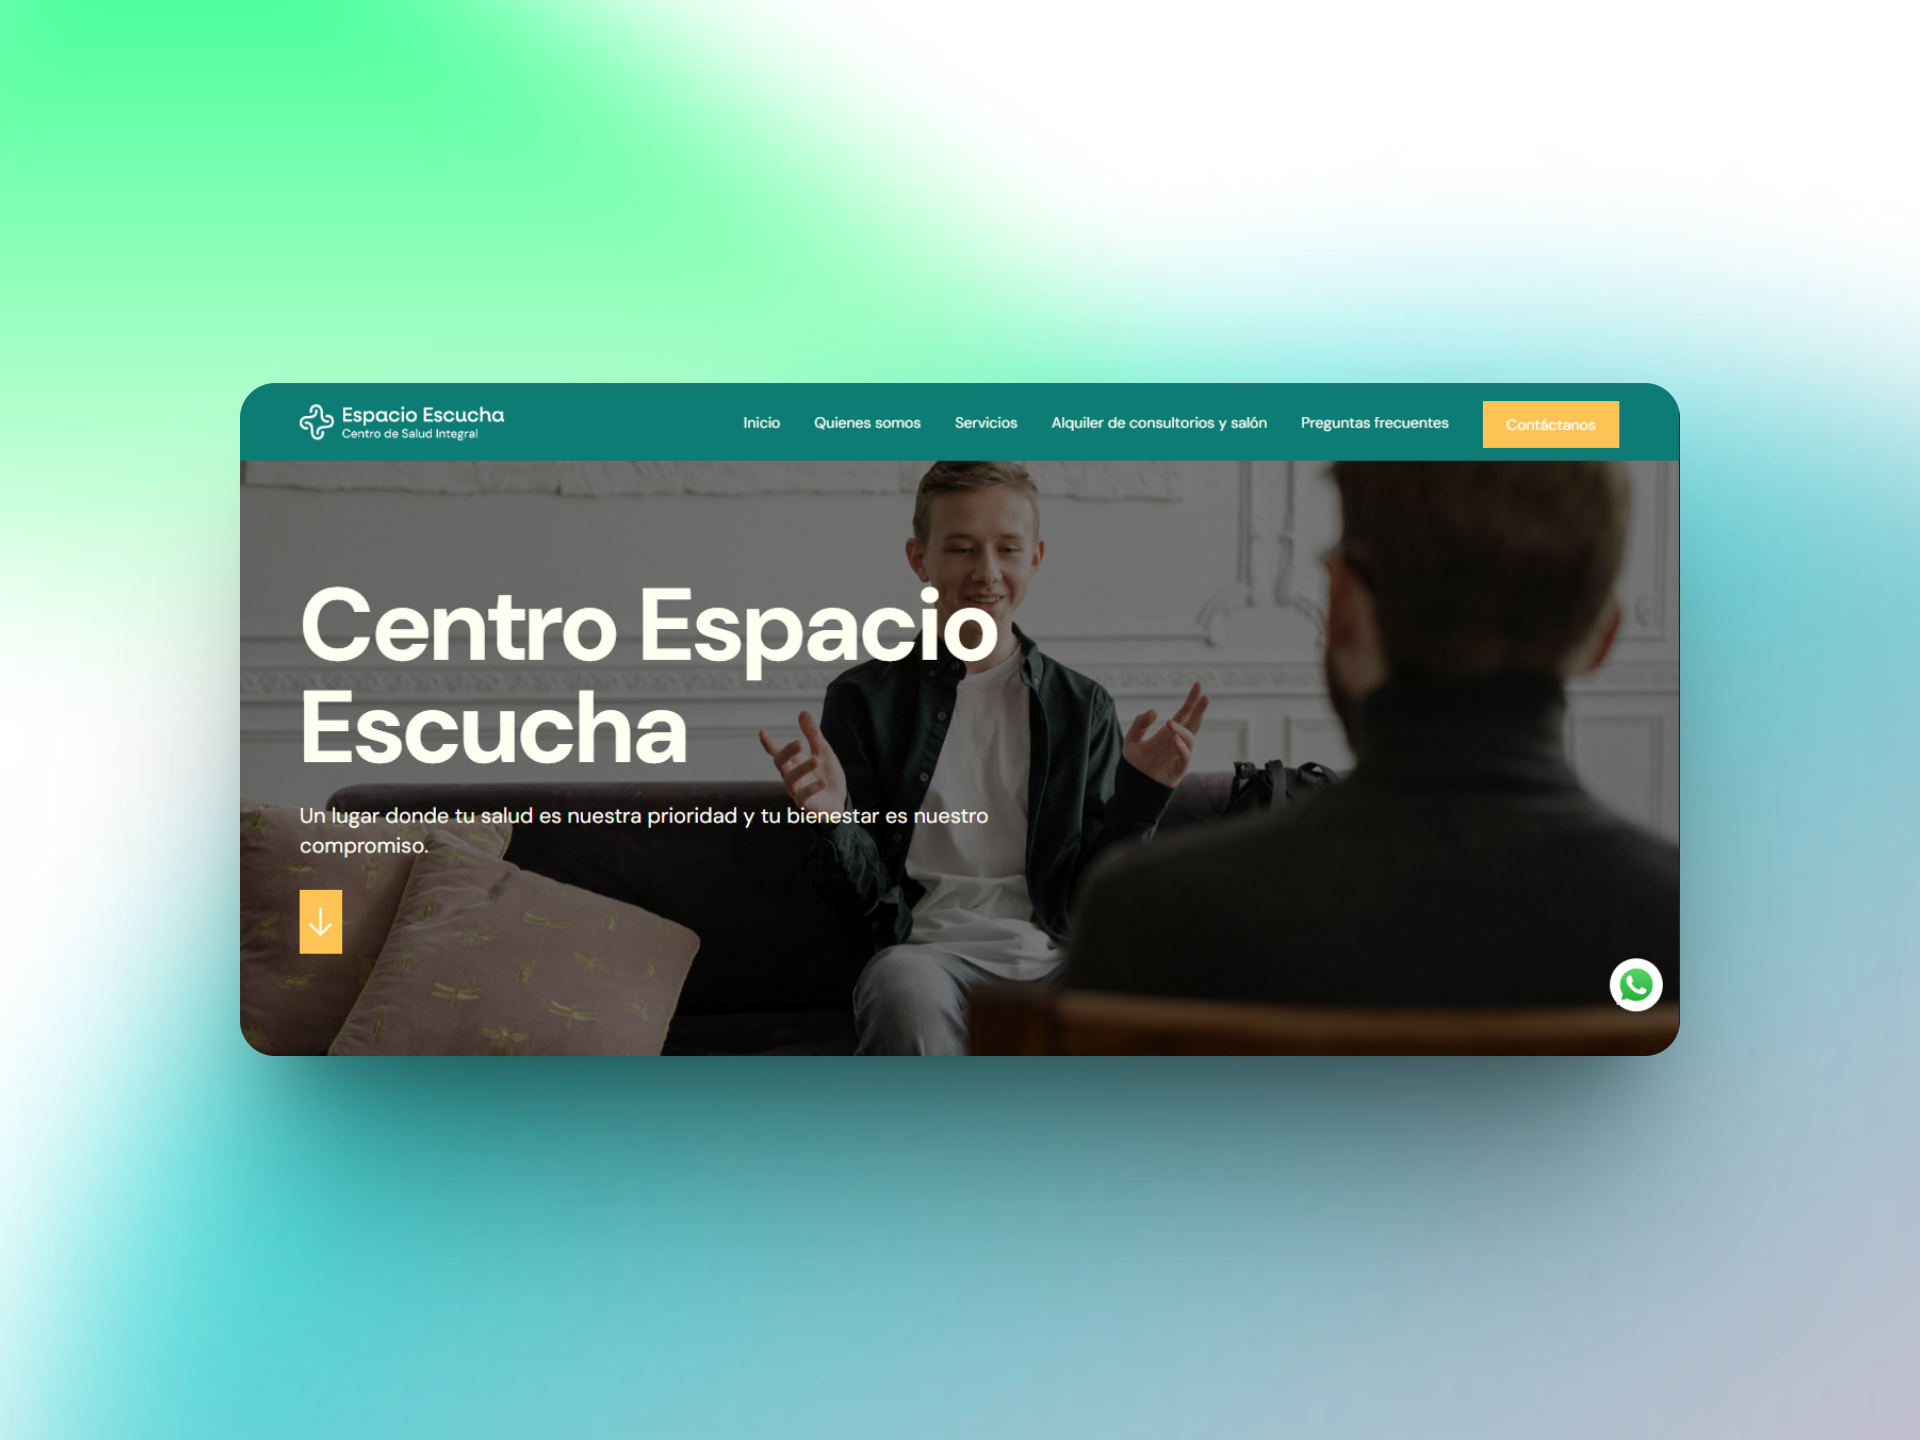 Espacio Escucha
Centro de Salud Integral
Inicio
Quienes somos
Servicios
Alquiler de consultorios y salón
Preguntas frecuentes
Contáctanos
Centro Espacio
Escucha
Un lugar donde tu salud es nuestra prioridad y tu bienestar es nuestro
compromiso.